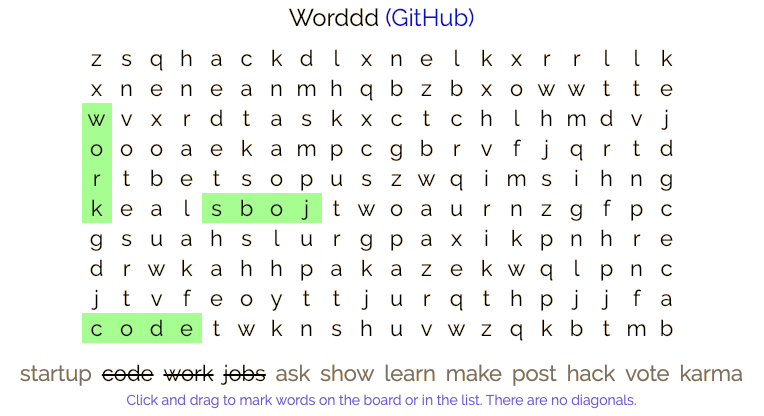 Worddd (GitHub)
z s q h a c k d l x n e l k x r r l l k
x n e n e a n m h q b z b x o w w t t e
w v x r d t a s k x c t c h l h m d v j
o o o a e k a m p c g b r v f j q r t d
r t b e t s o p u s z w q i m s i h n g
k e a l s b o j t w o a u r n z g f p c
g s u a h s l u r g p a x i k p n h r e
d r w k a h h p a k a z e k w q l p n c
j t v f e o y t t j u r q t h p j j f a
c o d e t w k n s h u v w z q k b t m b
startup code work jobs ask show learn make post hack vote karma
Click and drag to mark words on the board or in the list. There are no diagonals.